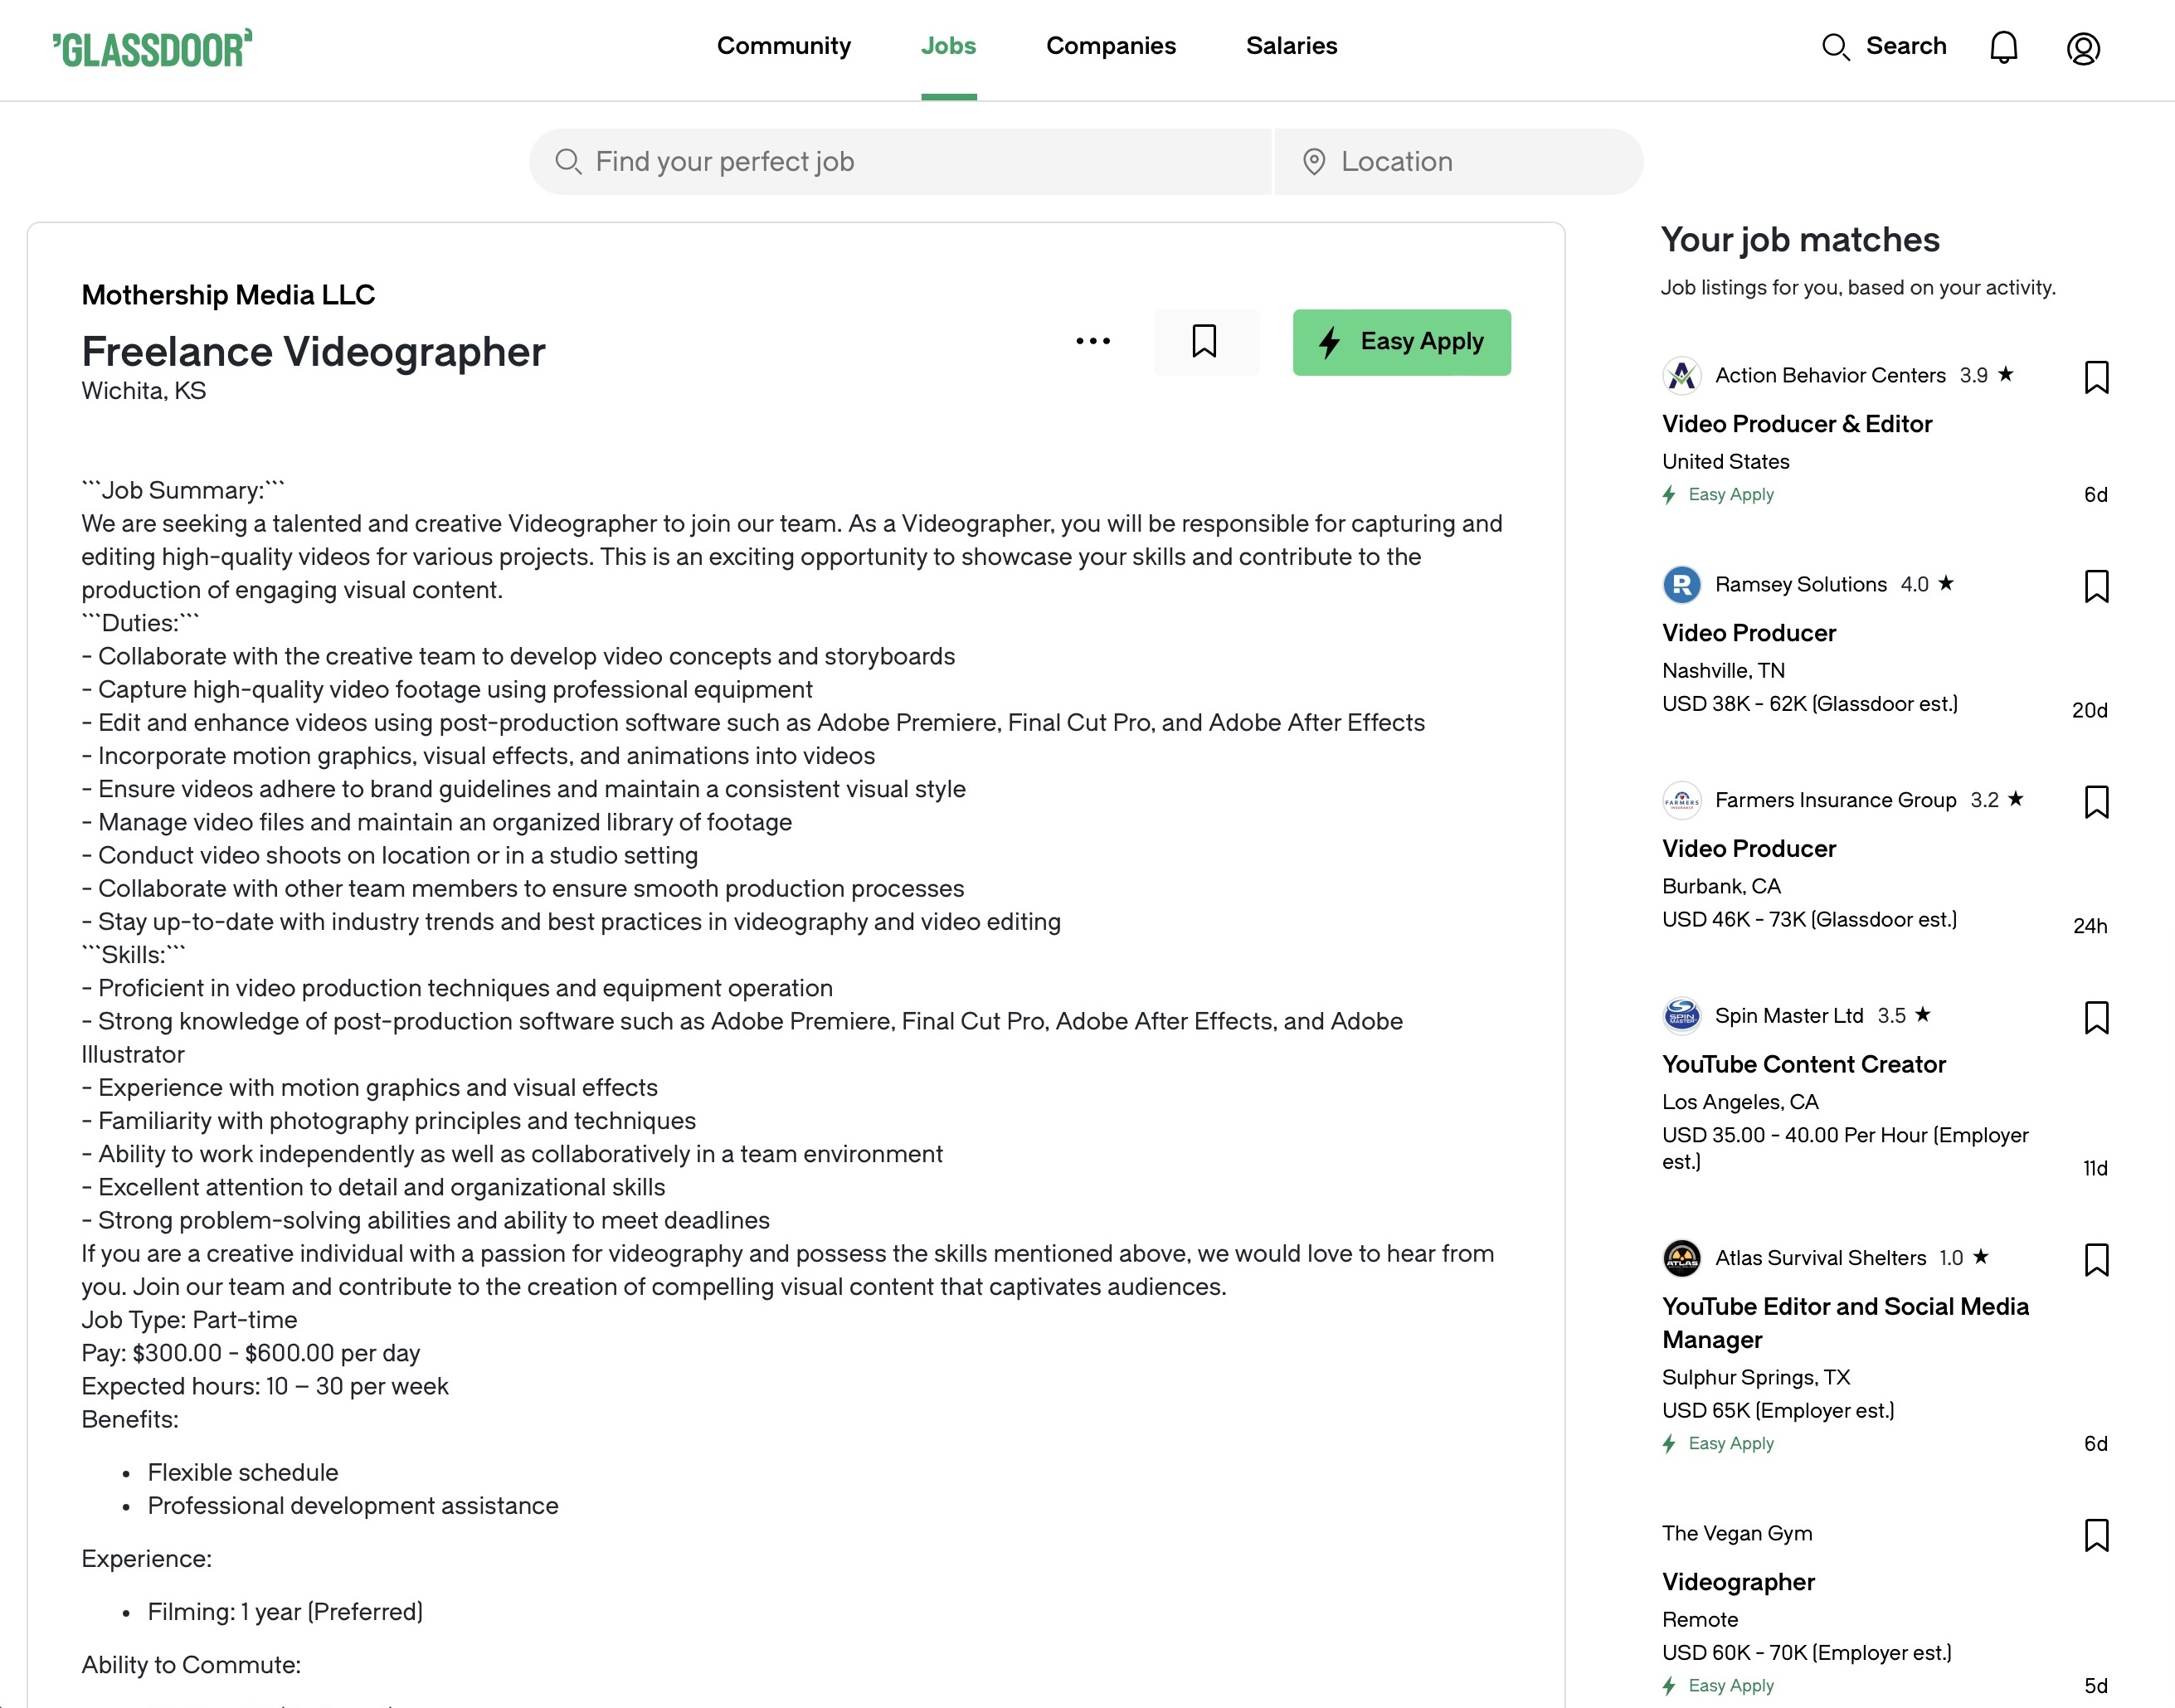 ’GLASSDOOR’
Community
Jobs
Companies
Salaries
Search
Find your perfect job
Location
Mothership Media LLC
Freelance Videographer
Wichita, KS
Easy Apply
```Job Summary:```
We are seeking a talented and creative Videographer to join our team. As a Videographer, you will be responsible for capturing and
editing high-quality videos for various projects. This is an exciting opportunity to showcase your skills and contribute to the
production of engaging visual content.
```Duties:```
- Collaborate with the creative team to develop video concepts and storyboards
- Capture high-quality video footage using professional equipment
- Edit and enhance videos using post-production software such as Adobe Premiere, Final Cut Pro, and Adobe After Effects
- Incorporate motion graphics, visual effects, and animations into videos
- Ensure videos adhere to brand guidelines and maintain a consistent visual style
- Manage video files and maintain an organized library of footage
- Conduct video shoots on location or in a studio setting
- Collaborate with other team members to ensure smooth production processes
- Stay up-to-date with industry trends and best practices in videography and video editing
```Skills:```
- Proficient in video production techniques and equipment operation
- Strong knowledge of post-production software such as Adobe Premiere, Final Cut Pro, Adobe After Effects, and Adobe
Illustrator
- Experience with motion graphics and visual effects
- Familiarity with photography principles and techniques
- Ability to work independently as well as collaboratively in a team environment
- Excellent attention to detail and organizational skills
- Strong problem-solving abilities and ability to meet deadlines
If you are a creative individual with a passion for videography and possess the skills mentioned above, we would love to hear from
you. Join our team and contribute to the creation of compelling visual content that captivates audiences.
Job Type: Part-time
Pay: $300.00 - $600.00 per day
Expected hours: 10 – 30 per week
Benefits:
• Flexible schedule
• Professional development assistance
Experience:
• Filming: 1 year (Preferred)
Ability to Commute:
Your job matches
Job listings for you, based on your activity.
Action Behavior Centers 3.9 ★
Video Producer & Editor
United States
Easy Apply
6d
R
Ramsey Solutions 4.0 ★
Video Producer
Nashville, TN
USD 38K - 62K (Glassdoor est.)
20d
FARMERS
Farmers Insurance Group 3.2 ★
Video Producer
Burbank, CA
USD 46K - 73K (Glassdoor est.)
24h
SPIN MASTER
Spin Master Ltd 3.5 ★
YouTube Content Creator
Los Angeles, CA
USD 35.00 - 40.00 Per Hour (Employer
est.)
11d
ATLAS
Atlas Survival Shelters 1.0 ★
YouTube Editor and Social Media
Manager
Sulphur Springs, TX
USD 65K (Employer est.)
Easy Apply
6d
The Vegan Gym
Videographer
Remote
USD 60K - 70K (Employer est.)
Easy Apply
5d